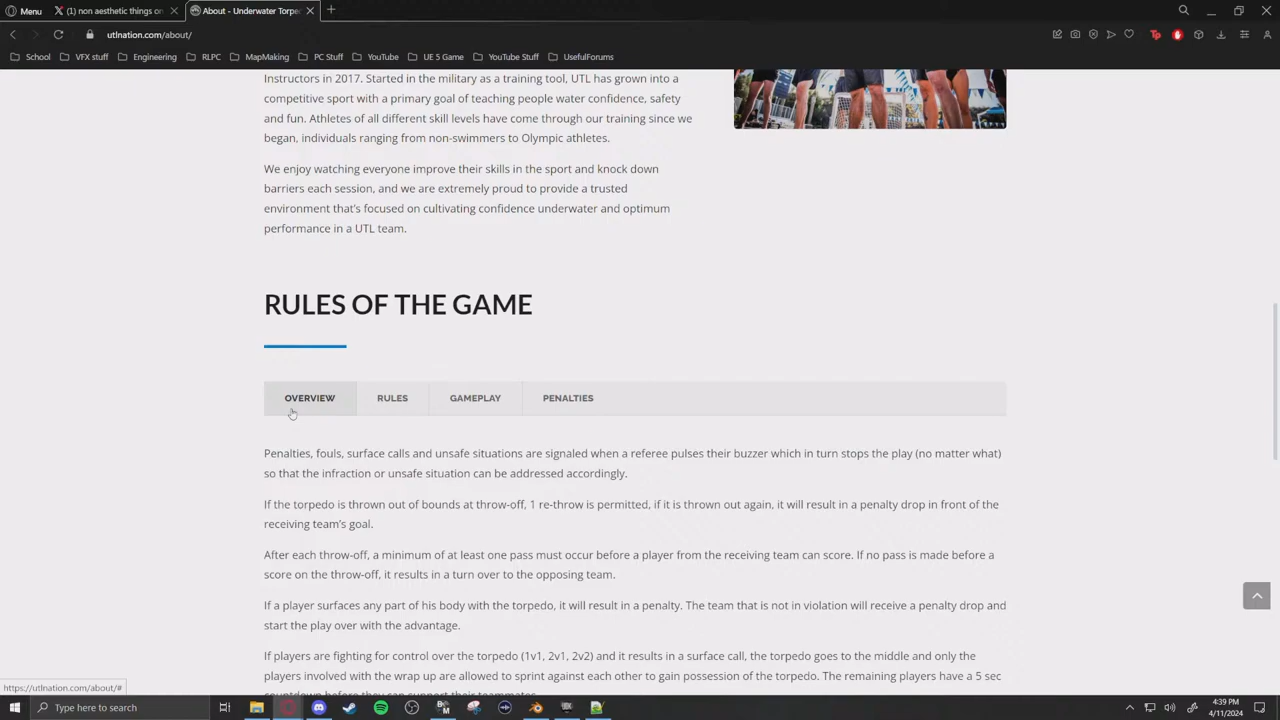 Menu
non aesthetic things on
About - Underwater Torpe
utlnation.com/about/
School
VFX stuff
Engineering
RLPC
MapMaking
PC Stuff
YouTube
UE 5 Game
YouTube Stuff
UsefulForums
Instructors in 2017. Started in the military as a training tool, UTL has grown into a
competitive sport with a primary goal of teaching people water confidence, safety
and fun. Athletes of all different skill levels have come through our training since we
began, individuals ranging from non-swimmers to Olympic athletes.
We enjoy watching everyone improve their skills in the sport and knock down
barriers each session, and we are extremely proud to provide a trusted
environment that's focused on cultivating confidence underwater and optimum
performance in a UTL team.
RULES OF THE GAME
OVERVIEW
RULES
GAMEPLAY
PENALTIES
Penalties, fouls, surface calls and unsafe situations are signaled when a referee pulses their buzzer which in turn stops the play (no matter what)
so that the infraction or unsafe situation can be addressed accordingly.
If the torpedo is thrown out of bounds at throw-off, 1 re-throw is permitted, if it is thrown out again, it will result in a penalty drop in front of the
receiving team's goal.
After each throw-off, a minimum of at least one pass must occur before a player from the receiving team can score. If no pass is made before a
score on the throw-off, it results in a turn over to the opposing team.
If a player surfaces any part of his body with the torpedo, it will result in a penalty. The team that is not in violation will receive a penalty drop and
start the play over with the advantage.
If players are fighting for control over the torpedo (1v1, 2v1, 2v2) and it results in a surface call, the torpedo goes to the middle and only the
players involved with the wrap up are allowed to sprint against each other to gain possession of the torpedo. The remaining players have a 5 sec
countdown before they can support their teammates.
https://utlnation.com/about/#
Type here to search
4:39 PM
4/11/2024